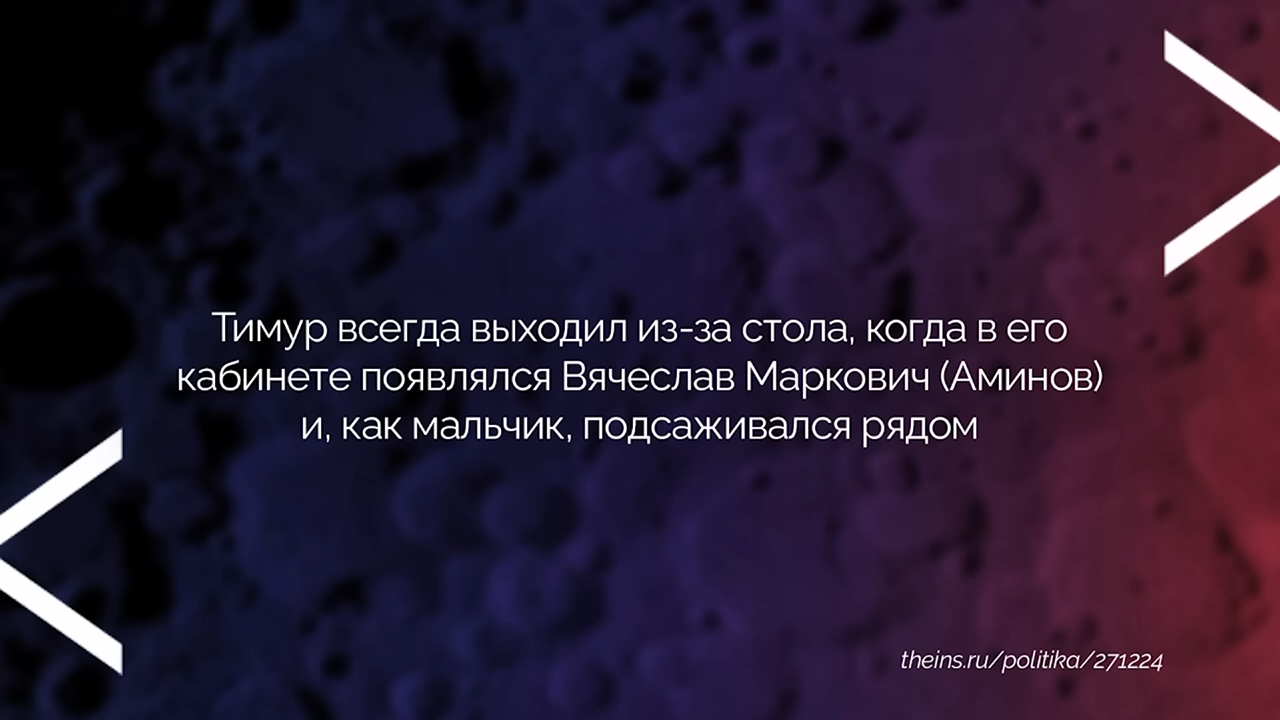 Тимур всегда выходил из-за стола, когда в его
кабинете появлялся Вячеслав Маркович (Аминов)
и, как мальчик, подсаживался рядом
theins.ru/politika/271224